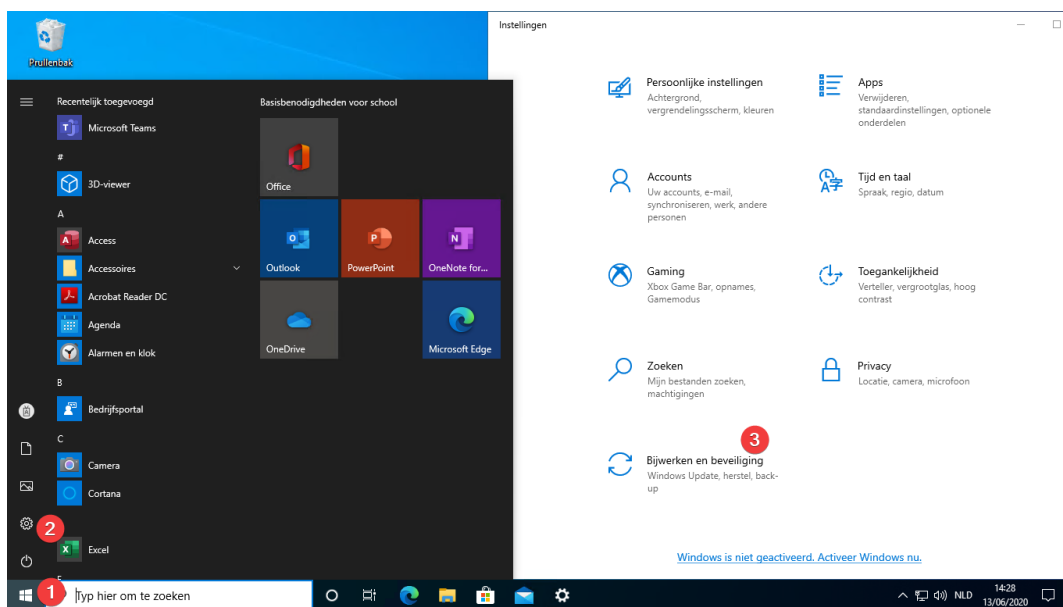 Prullenbak
Recentelijk toegevoegd
Microsoft Teams
#
3D-viewer
A
Access
Accessoires
Acrobat Reader DC
Agenda
Alarmen en klok
B
Bedrijfsportal
C
Camera
Cortana
Excel
Basisbenodigdheden voor school
Office
Outlook
PowerPoint
OneNote for...
OneDrive
Microsoft Edge
Instellingen
Persoonlijke instellingen
Achtergrond,
vergrendelingsscherm, kleuren
Apps
Verwijderen,
standaardinstellingen, optionele
onderdelen
Accounts
Uw accounts, e-mail,
synchroniseren, werk, andere
personen
Tijd en taal
Spraak, regio, datum
Gaming
Xbox Game Bar, opnames,
Gamemodus
Toegankelijkheid
Verteller, vergrootglas, hoog
contrast
Zoeken
Mijn bestanden zoeken,
machtigingen
Privacy
Locatie, camera, microfoon
3
Bijwerken en beveiliging
Windows Update, herstel, back-
up
Windows is niet geactiveerd. Activeer Windows nu.
2
1
Typ hier om te zoeken
NLD
14:28
13/06/2020